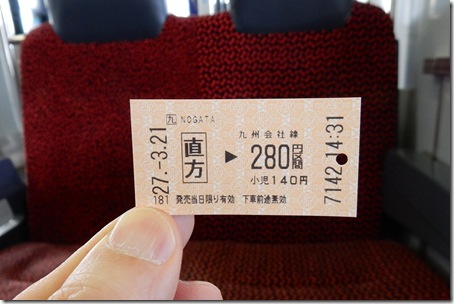 ㊈ NOGATA
27.-3.21
直方
九州会社線
▶ 280円区間
小児140円
7142 14:31
181 発売当日限り有効 下車前途無効